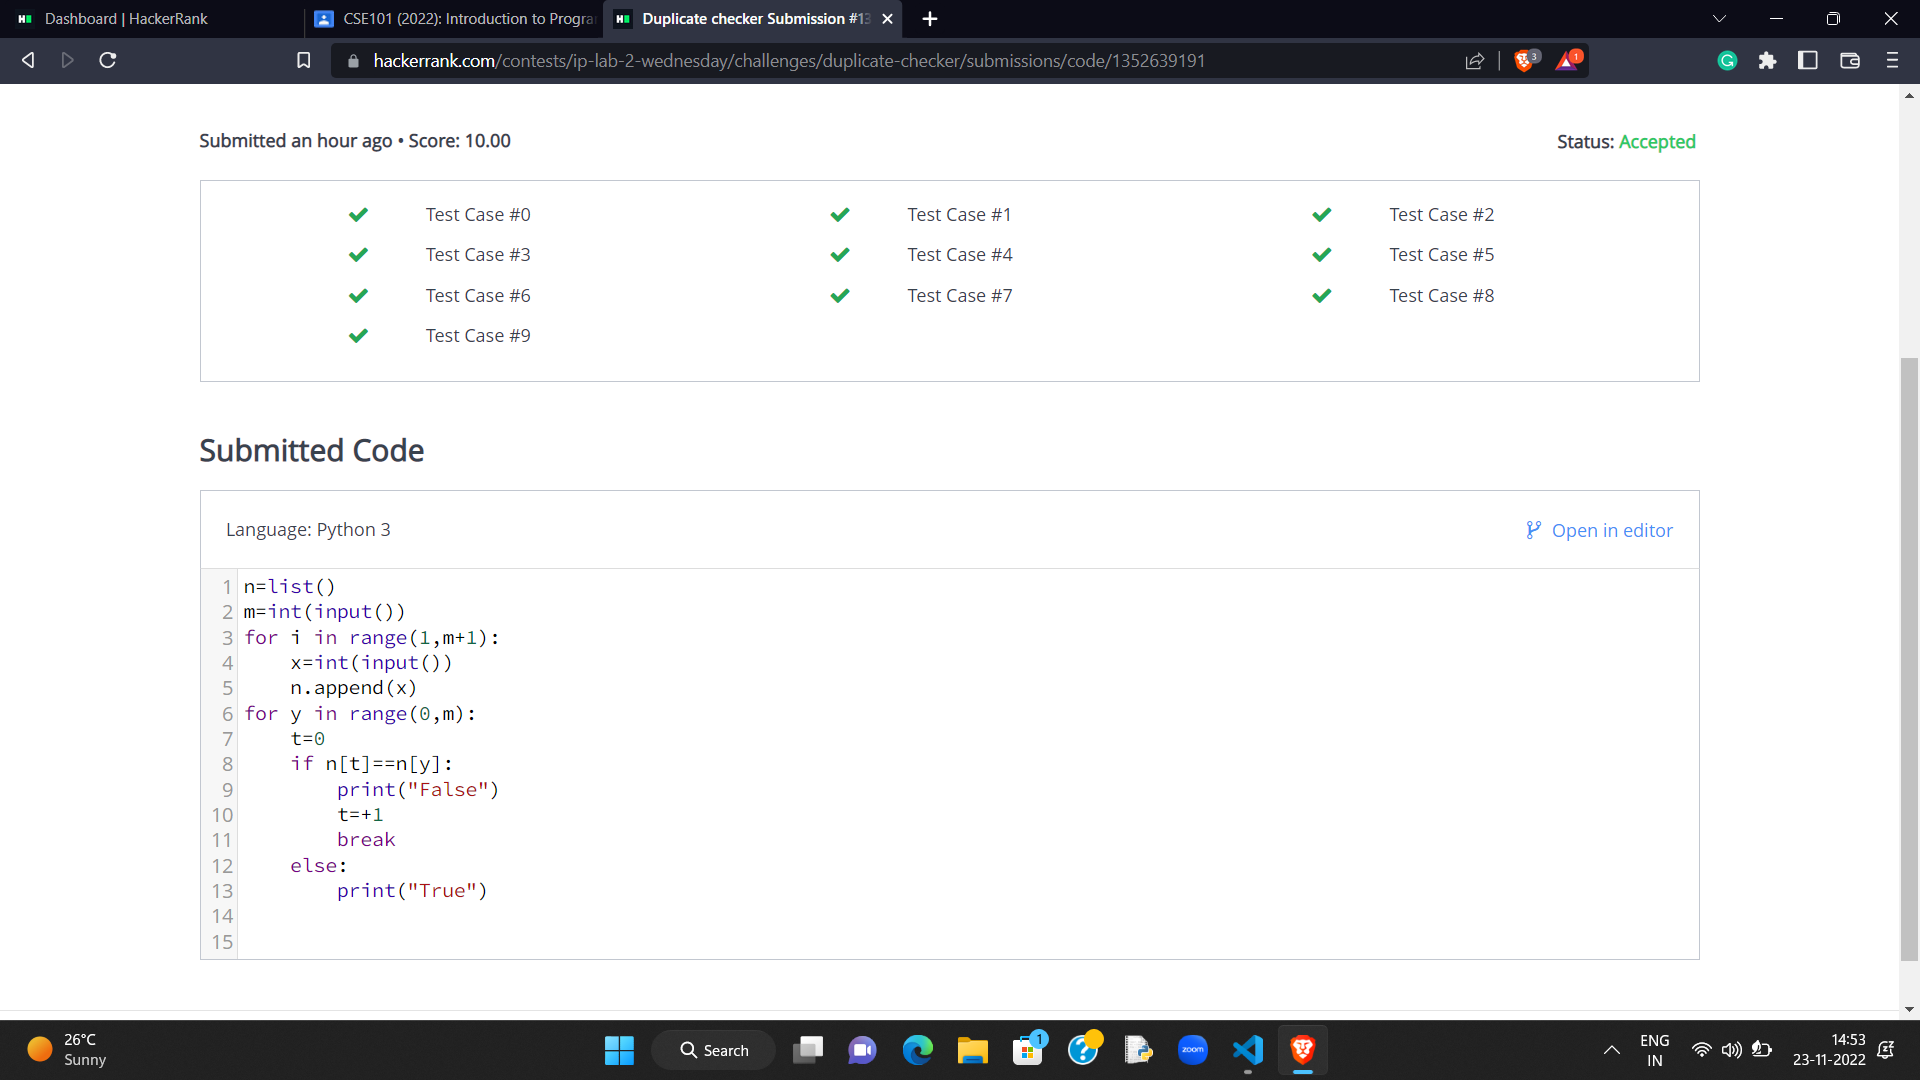 Dashboard | HackerRank
CSE101 (2022): Introduction to Progra
Duplicate checker Submission #13
hackerrank.com/contests/ip-lab-2-wednesday/challenges/duplicate-checker/submissions/code/1352639191
3
1
Submitted an hour ago • Score: 10.00
Status: Accepted
Test Case #0
Test Case #1
Test Case #2
Test Case #3
Test Case #4
Test Case #5
Test Case #6
Test Case #7
Test Case #8
Test Case #9
Submitted Code
Language: Python 3
Open in editor
1 n=list()
2 m=int(input())
3 for i in range(1,m+1):
4     x=int(input())
5     n.append(x)
6 for y in range(0,m):
7     t=0
8     if n[t]==n[y]:
9         print("False")
10         t=+1
11         break
12     else:
13         print("True")
14
15
26°C
Sunny
Search
1
zoom
ENG
IN
14:53
23-11-2022